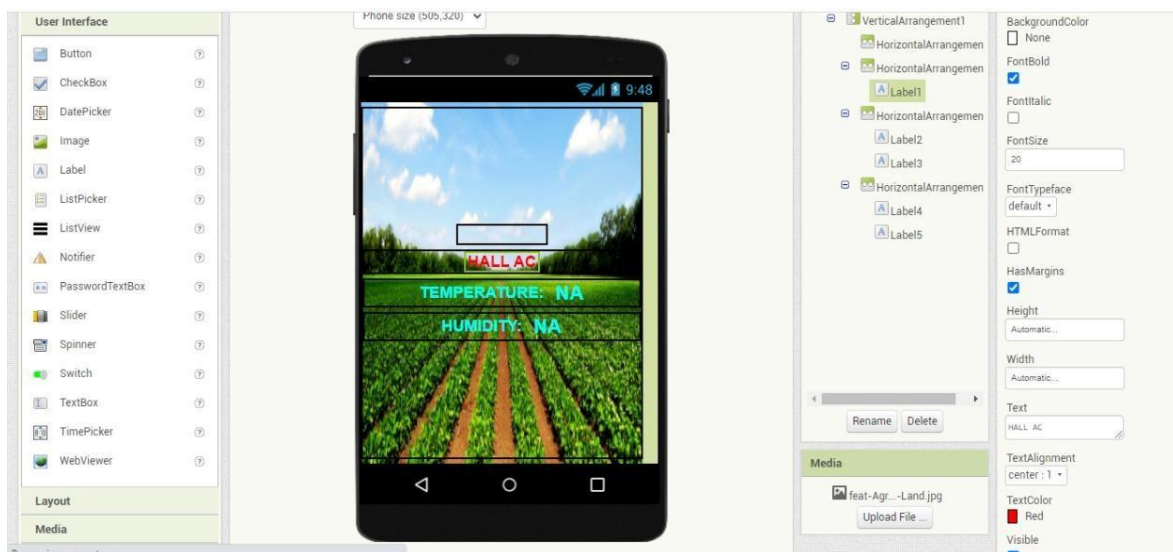 User Interface
Button
CheckBox
DatePicker
Image
Label
ListPicker
ListView
Notifier
PasswordTextBox
Slider
Spinner
Switch
TextBox
TimePicker
WebViewer
Layout
Media
Phone size (505,320)
9:48
HALL AC
TEMPERATURE: NA
HUMIDITY: NA
VerticalArrangement1
HorizontalArrangemen
HorizontalArrangemen
Label1
HorizontalArrangemen
Label2
Label3
HorizontalArrangemen
Label4
Label5
Rename Delete
Media
feat-Agr...-Land.jpg
Upload File ...
BackgroundColor
None
FontBold
FontItalic
FontSize
20
FontTypeface
default
HTMLFormat
HasMargins
Height
Automatic...
Width
Automatic...
Text
HALL AC
TextAlignment
center : 1
TextColor
Red
Visible